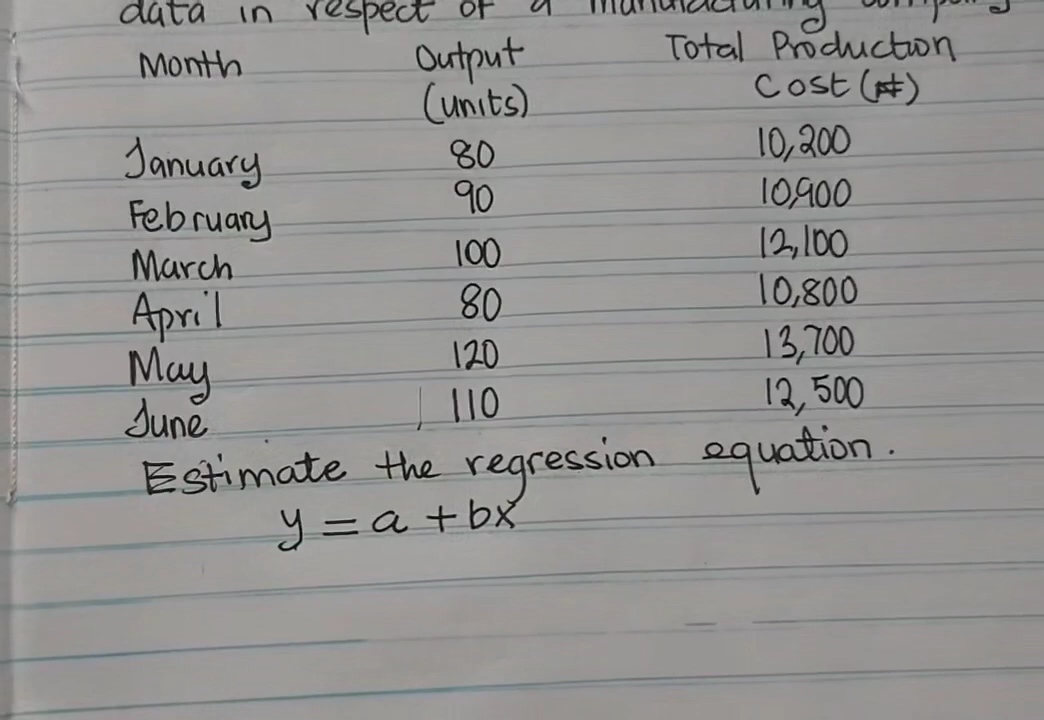 data in respect of a manufacturing company
Month Output Total Production
(units) Cost (₦)
January 80 10,200
February 90 10,900
March 100 12,100
April 80 10,800
May 120 13,700
June 110 12,500
Estimate the regression equation.
y = a + bx